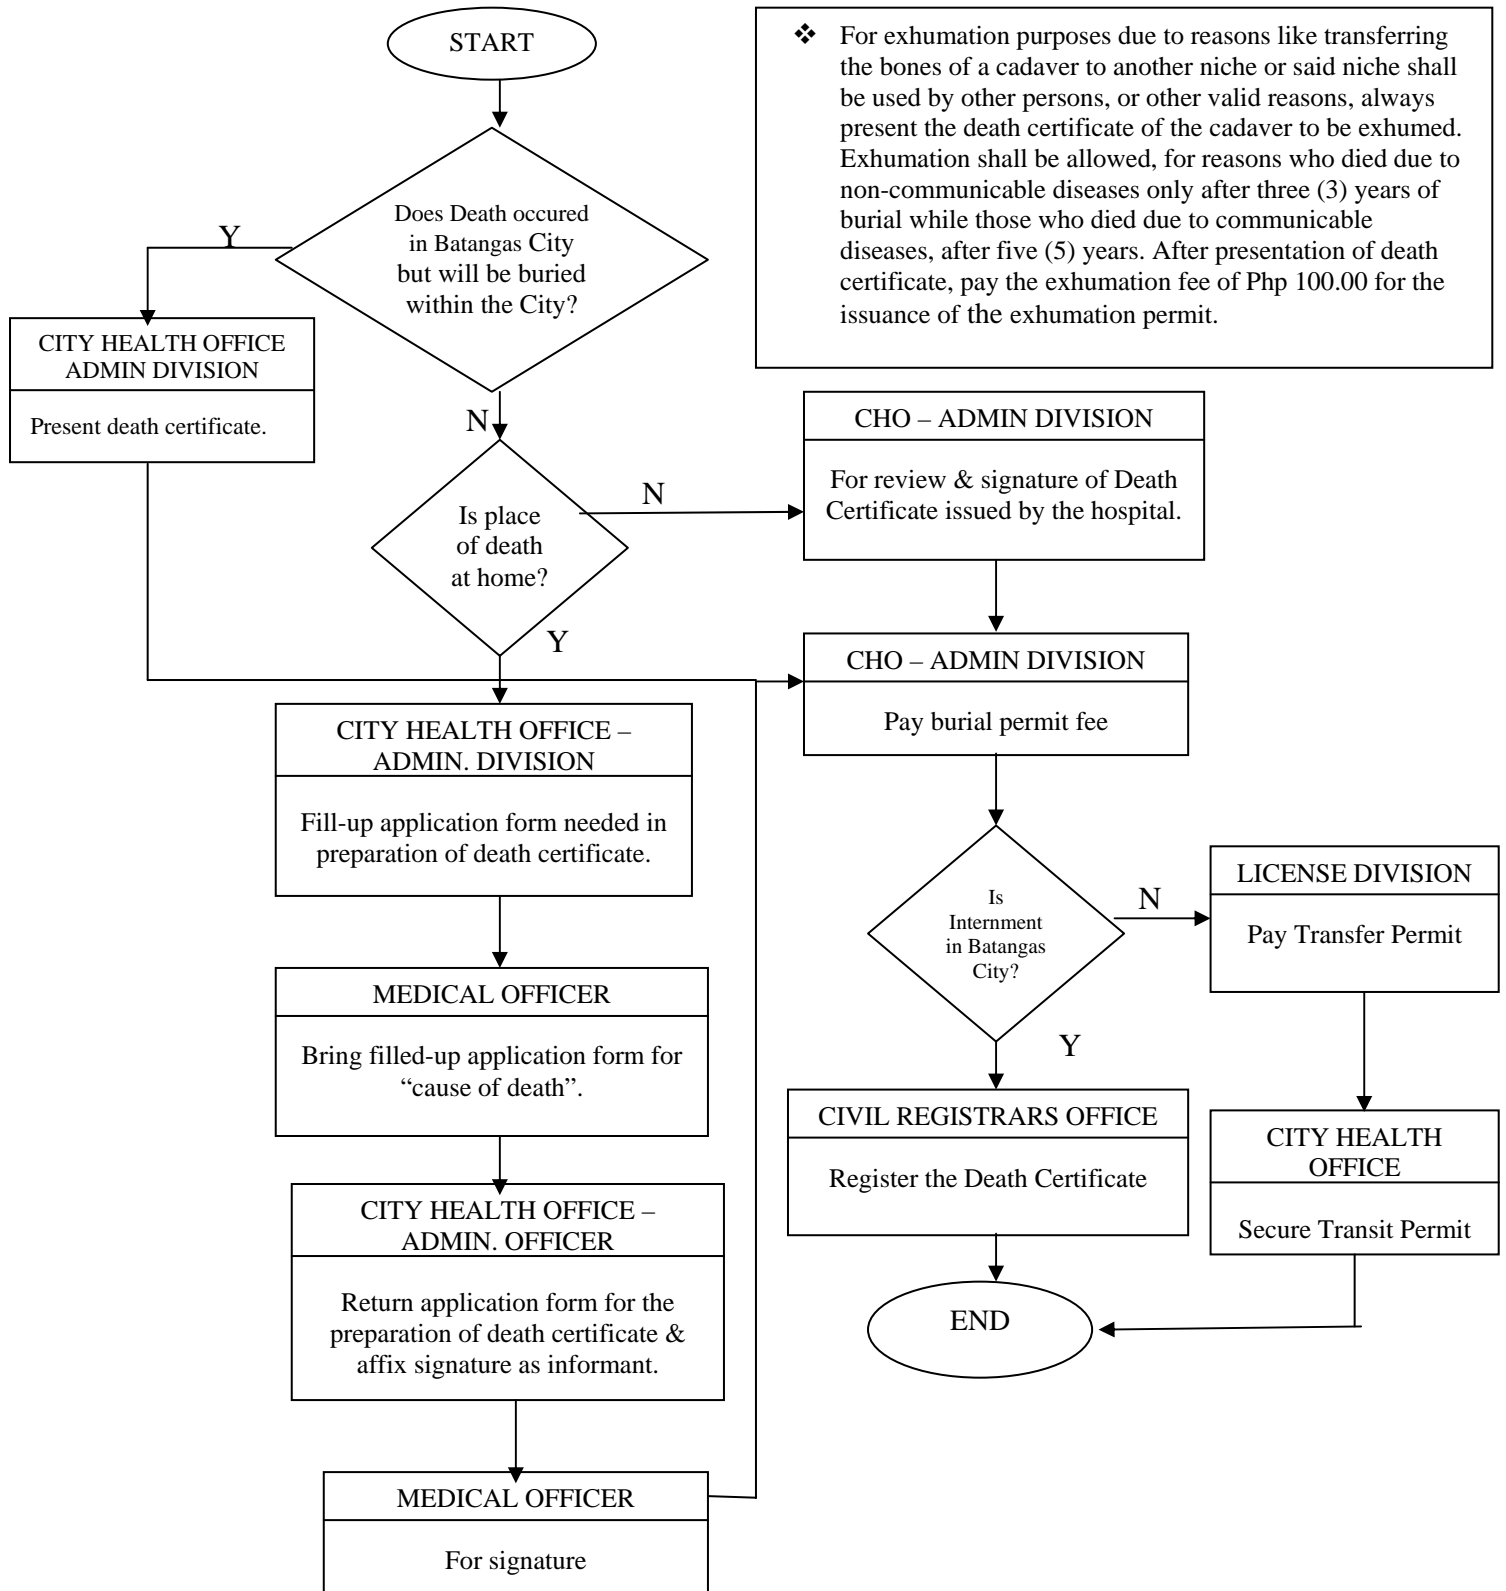 START
❖ For exhumation purposes due to reasons like transferring
the bones of a cadaver to another niche or said niche shall
be used by other persons, or other valid reasons, always
present the death certificate of the cadaver to be exhumed.
Exhumation shall be allowed, for reasons who died due to
non-communicable diseases only after three (3) years of
burial while those who died due to communicable
diseases, after five (5) years. After presentation of death
certificate, pay the exhumation fee of Php 100.00 for the
issuance of the exhumation permit.
Does Death occured
in Batangas City
but will be buried
within the City?
Y
CITY HEALTH OFFICE
ADMIN DIVISION
Present death certificate.
N
Is place
of death
at home?
N
CHO – ADMIN DIVISION
For review & signature of Death
Certificate issued by the hospital.
Y
CHO – ADMIN DIVISION
Pay burial permit fee
CITY HEALTH OFFICE –
ADMIN. DIVISION
Fill-up application form needed in
preparation of death certificate.
Is
Internment
in Batangas
City?
N
LICENSE DIVISION
Pay Transfer Permit
MEDICAL OFFICER
Bring filled-up application form for
“cause of death”.
Y
CIVIL REGISTRARS OFFICE
Register the Death Certificate
CITY HEALTH
OFFICE
Secure Transit Permit
CITY HEALTH OFFICE –
ADMIN. OFFICER
Return application form for the
preparation of death certificate &
affix signature as informant.
END
MEDICAL OFFICER
For signature